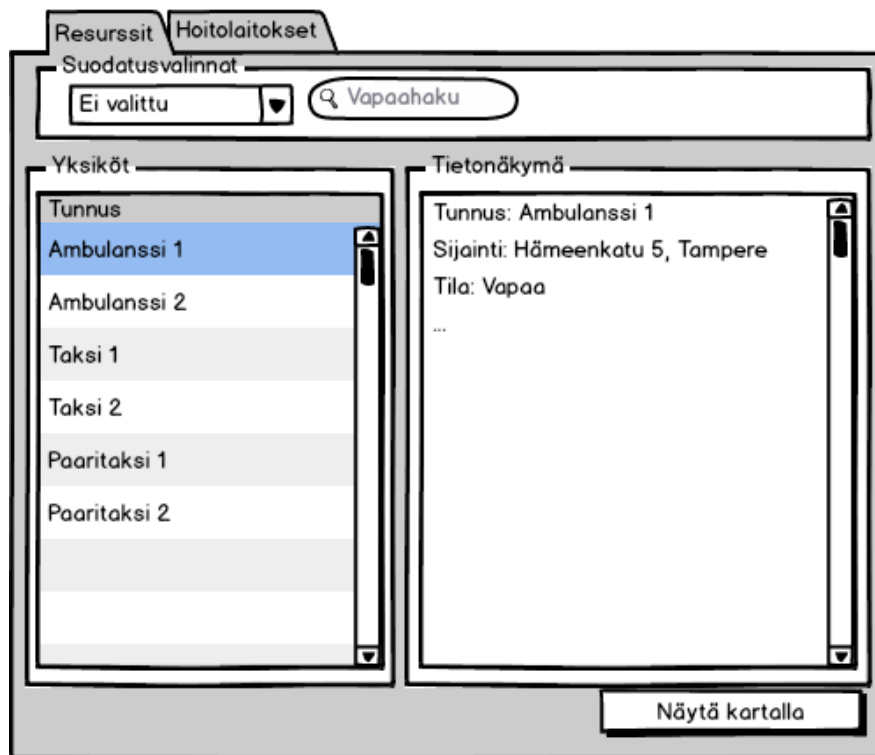 Resurssit Hoitolaitokset
Suodatusvalinnat
Ei valittu Vapaahaku
Yksiköt
Tunnus
Ambulanssi 1
Ambulanssi 2
Taksi 1
Taksi 2
Paaritaksi 1
Paaritaksi 2
Tietonäkymä
Tunnus: Ambulanssi 1
Sijainti: Hämeenkatu 5, Tampere
Tila: Vapaa
...
Näytä kartalla